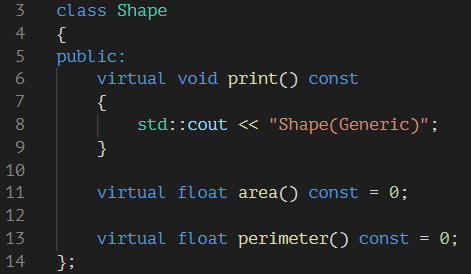 3 class Shape
4 {
5 public:
6     virtual void print() const
7     {
8         std::cout << "Shape(Generic)";
9     }
10
11     virtual float area() const = 0;
12
13     virtual float perimeter() const = 0;
14 };